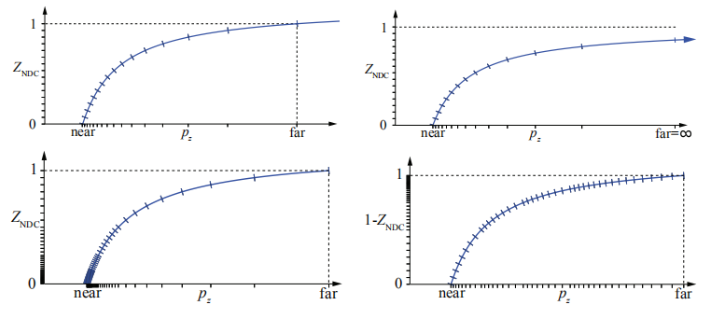 1
Z_NDC
0
near
p_z
far
1
Z_NDC
0
near
p_z
far=∞
1
Z_NDC
0
near
p_z
far
1
1-Z_NDC
0
near
p_z
far